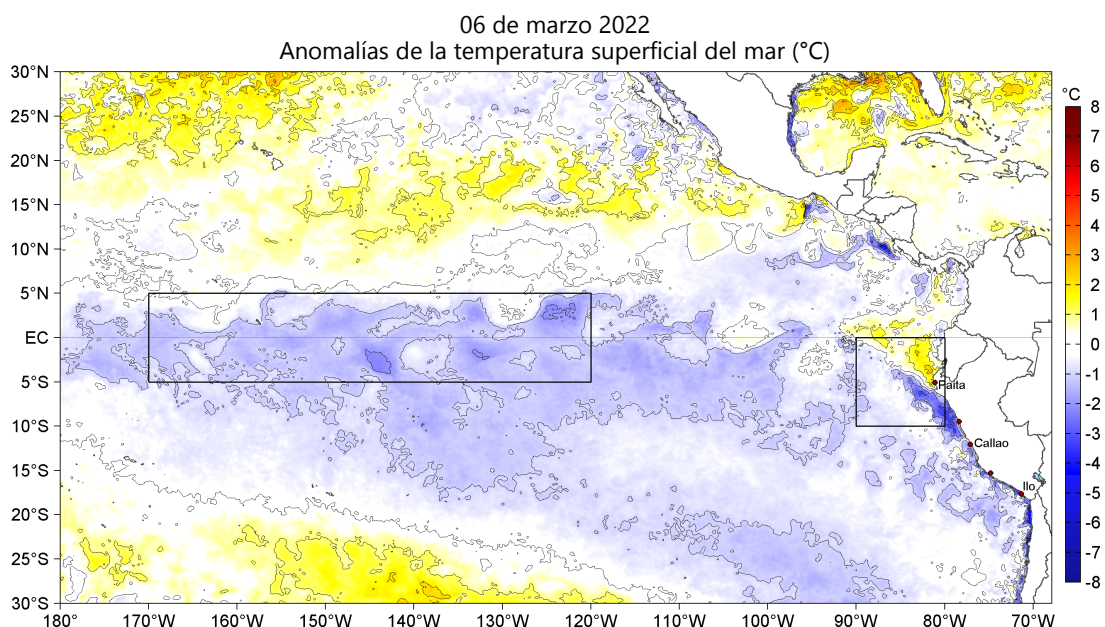 06 de marzo 2022
Anomalías de la temperatura superficial del mar (°C)
30°N
25°N
20°N
15°N
10°N
5°N
EC
5°S
10°S
15°S
20°S
25°S
30°S
180
170°W
160°W
150°W
140°W
130°W
120°W
110°W
100°W
90°W
80°W
70°W
Paita
Callao
Ilo
°C
8
7
6
5
4
3
2
1
0
-1
-2
-3
-4
-5
-6
-7
-8